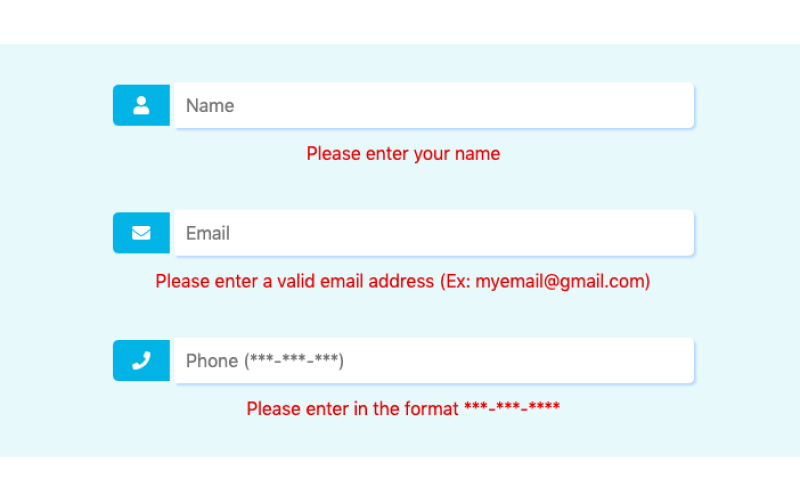 Name
Please enter your name
Email
Please enter a valid email address (Ex: myemail@gmail.com)
Phone (***-***-***)
Please enter in the format ***-***-****